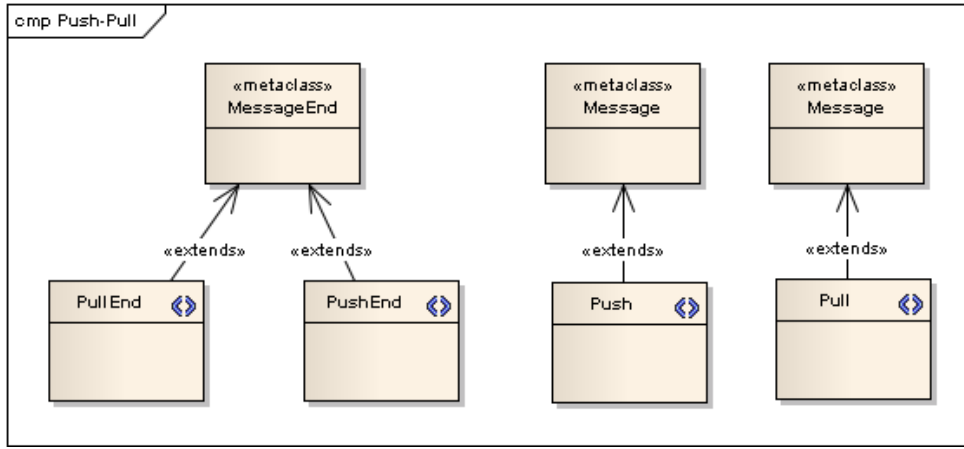 cmp Push-Pull
«metaclass»
MessageEnd
«metaclass»
Message
«metaclass»
Message
«extends»
«extends»
«extends»
«extends»
PullEnd
PushEnd
Push
Pull